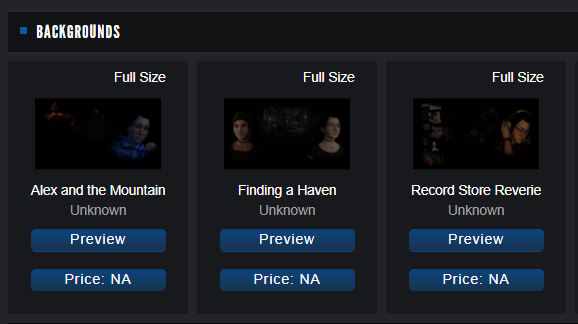 BACKGROUNDS
Full Size
Full Size
Full Size
Alex and the Mountain
Finding a Haven
Record Store Reverie
Unknown
Unknown
Unknown
Preview
Preview
Preview
Price: NA
Price: NA
Price: NA